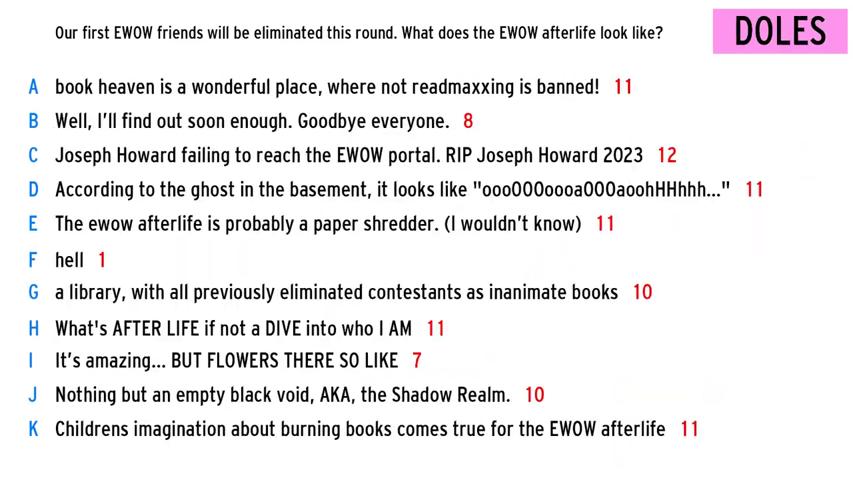 Our first EWOW friends will be eliminated this round. What does the EWOW afterlife look like?
DOLES
A book heaven is a wonderful place, where not readmaxxing is banned! 11
B Well, I'll find out soon enough. Goodbye everyone. 8
C Joseph Howard failing to reach the EWOW portal. RIP Joseph Howard 2023 12
D According to the ghost in the basement, it looks like "oooOOOoooaOOOaoohHHhhh..." 11
E The ewow afterlife is probably a paper shredder. (I wouldn't know) 11
F hell 1
G a library, with all previously eliminated contestants as inanimate books 10
H What's AFTER LIFE if not a DIVE into who I AM 11
I It's amazing... BUT FLOWERS THERE SO LIKE 7
J Nothing but an empty black void, AKA, the Shadow Realm. 10
K Childrens imagination about burning books comes true for the EWOW afterlife 11